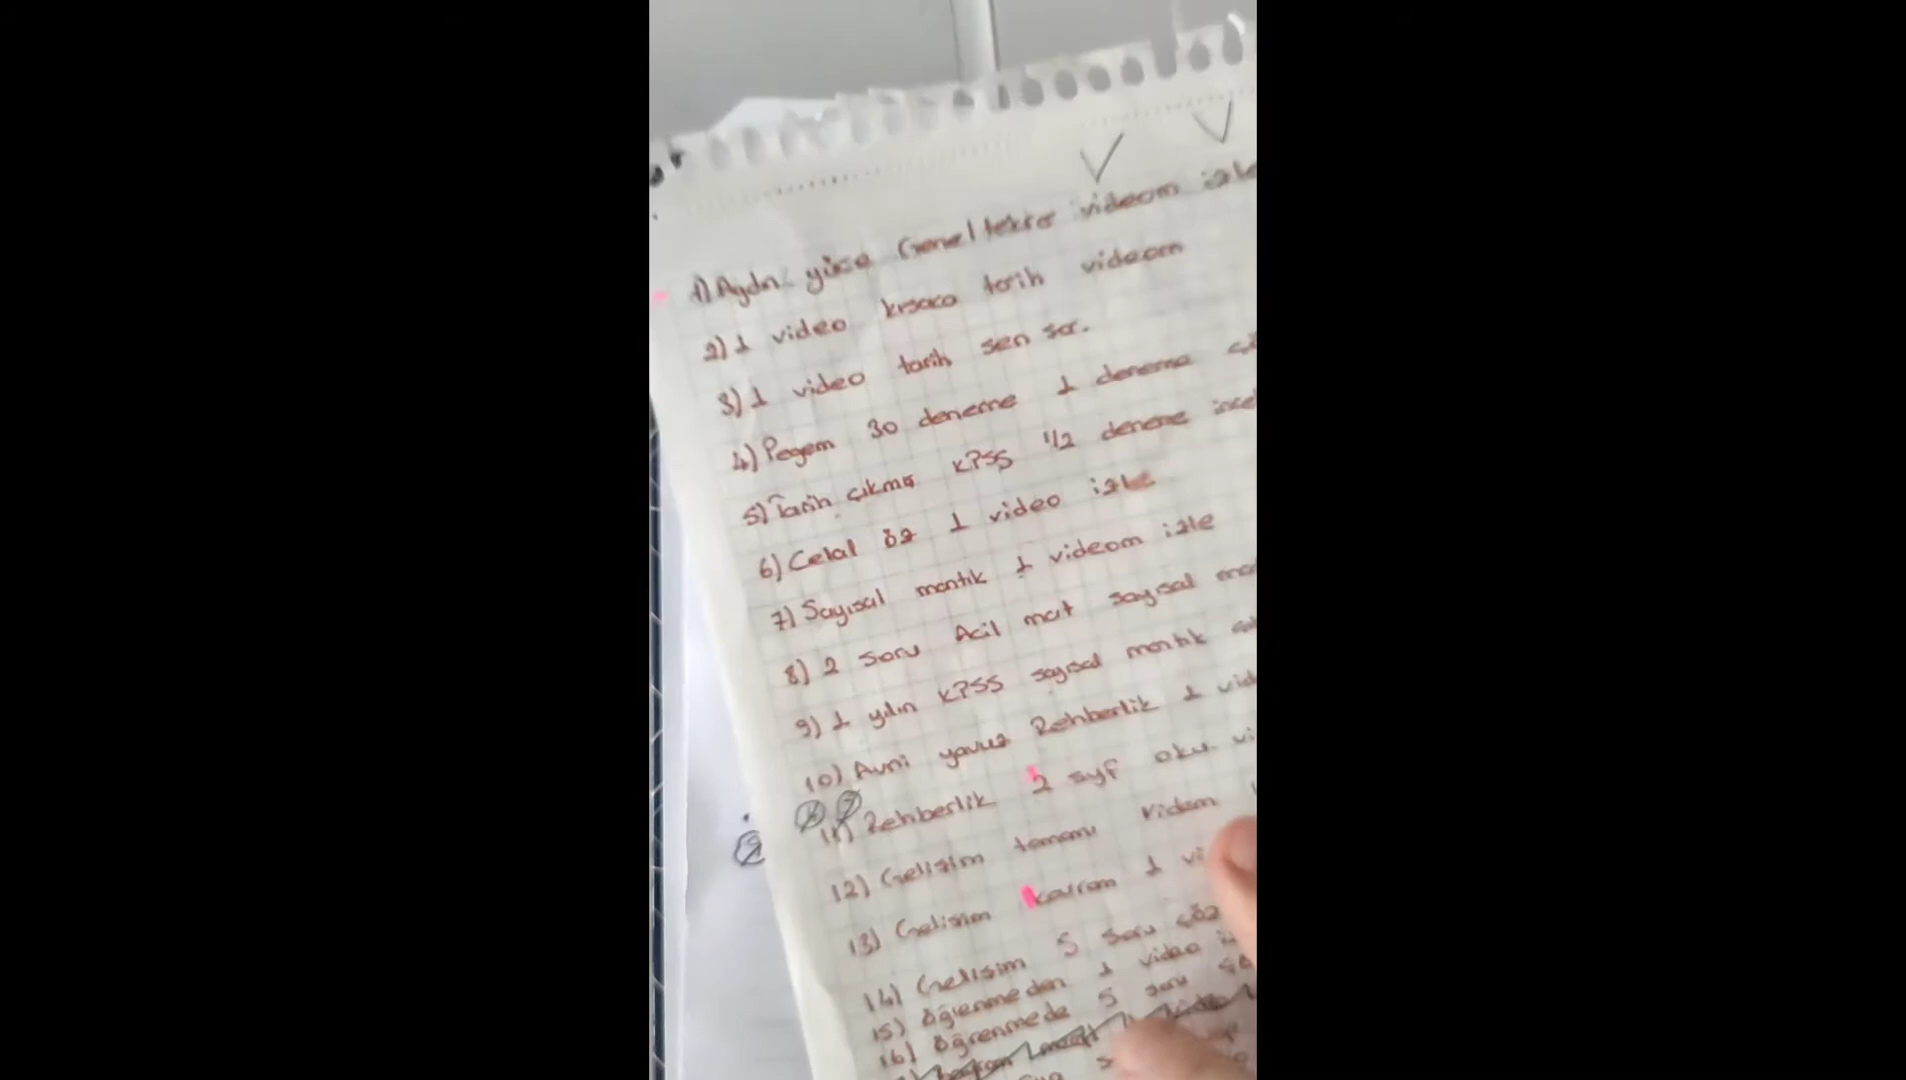 1) Aydın yüce Genel tekrar videom izle
2) 1 video kısaca tarih videom
3) 1 video tarih sen sor.
4) Pegem 30 deneme 1 deneme
5) Tarih çıkmış KPSS 1/2 deneme
6) Celal öz 1 video izle
7) Sayısal mantık 1 videom izle
8) 2 soru Acil mat sayısal
9) 1 yılın KPSS sayısal mantık
10) Avni yavuz Rehberlik 1
11) Rehberlik 2 syf oku.
12) Gelişim tamamı videom
13) Gelişim kavram 1
14) Gelişim 5 soru çöz
15) öğrenmeden 1 video
16) öğrenmede 5 soru